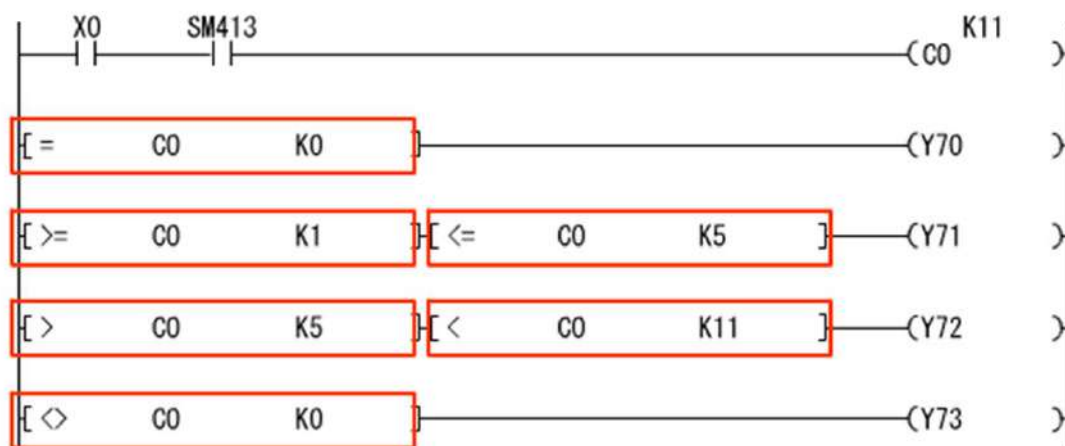 X0 SM413 K11
(C0 )
[ = C0 K0 ] (Y70 )
[ >= C0 K1 ] [ <= C0 K5 ] (Y71 )
[ > C0 K5 ] [ < C0 K11 ] (Y72 )
[ <> C0 K0 ] (Y73 )